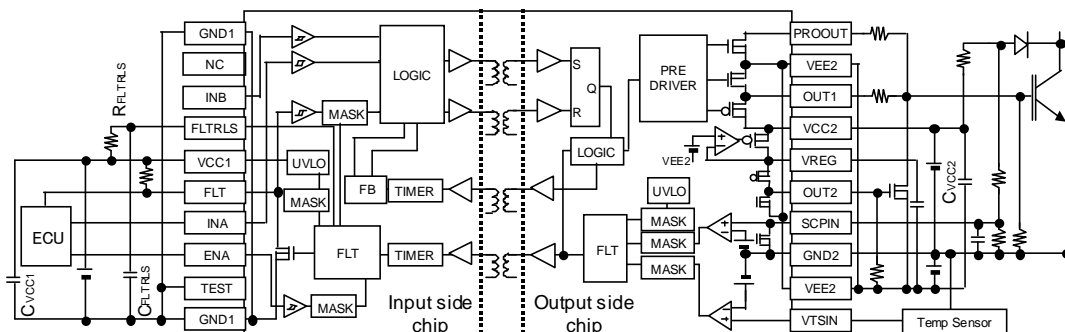 GND1
NC
INB
FLTRLS
VCC1
FLT
INA
ENA
TEST
GND1
RFLTRLS
ECU
CVCC1
CFLTRLS
LOGIC
MASK
UVLO
MASK
FB
TIMER
FLT
TIMER
MASK
Input side
chip
Output side
chip
S
Q
R
PRE
DRIVER
LOGIC
VEE2
+
−
UVLO
MASK
MASK
MASK
FLT
+
−
+
−
PROOUT
VEE2
OUT1
VCC2
VREG
OUT2
SCPIN
GND2
VEE2
VTSIN
CVCC2
Temp Sensor